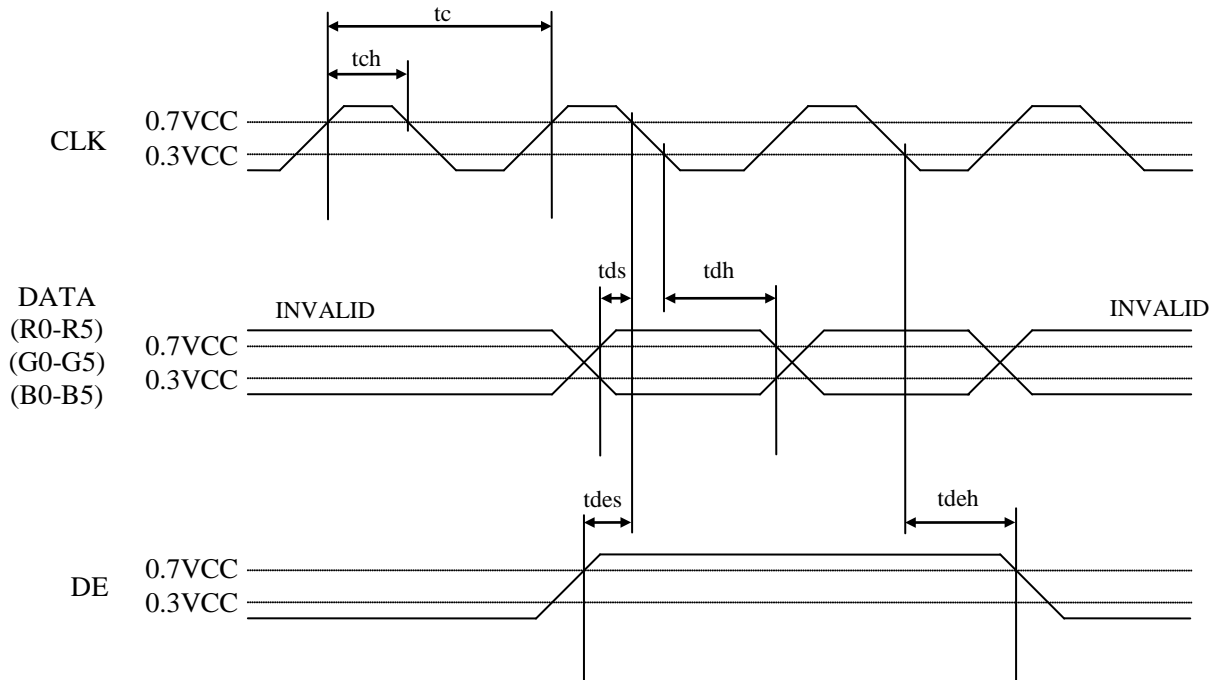 tc
tch
CLK
0.7VCC
0.3VCC
tds
tdh
DATA
(R0-R5)
(G0-G5)
(B0-B5)
INVALID
INVALID
0.7VCC
0.3VCC
tdes
tdeh
DE
0.7VCC
0.3VCC